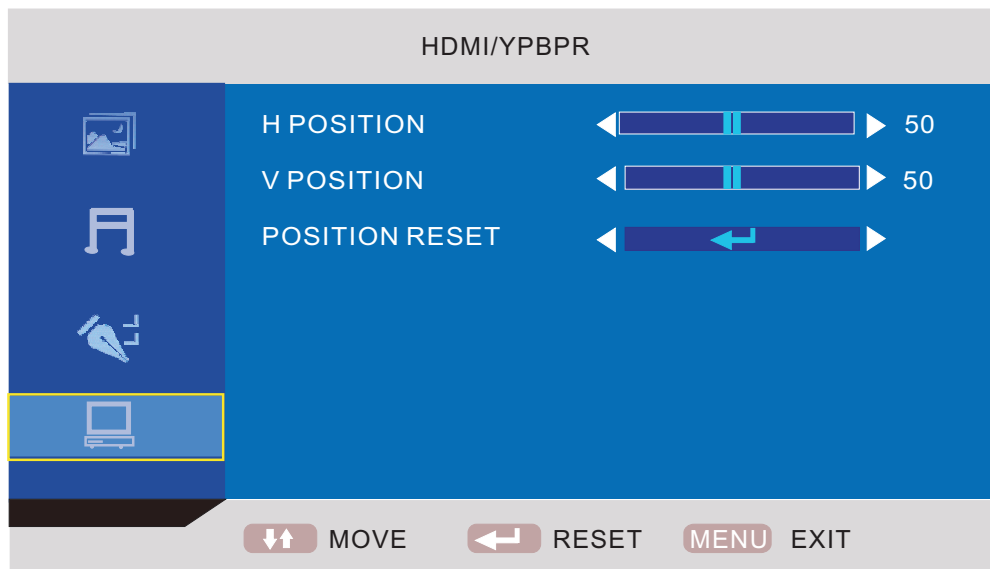 HDMI/YPBPR
H POSITION 50
V POSITION 50
POSITION RESET
MOVE RESET MENU EXIT